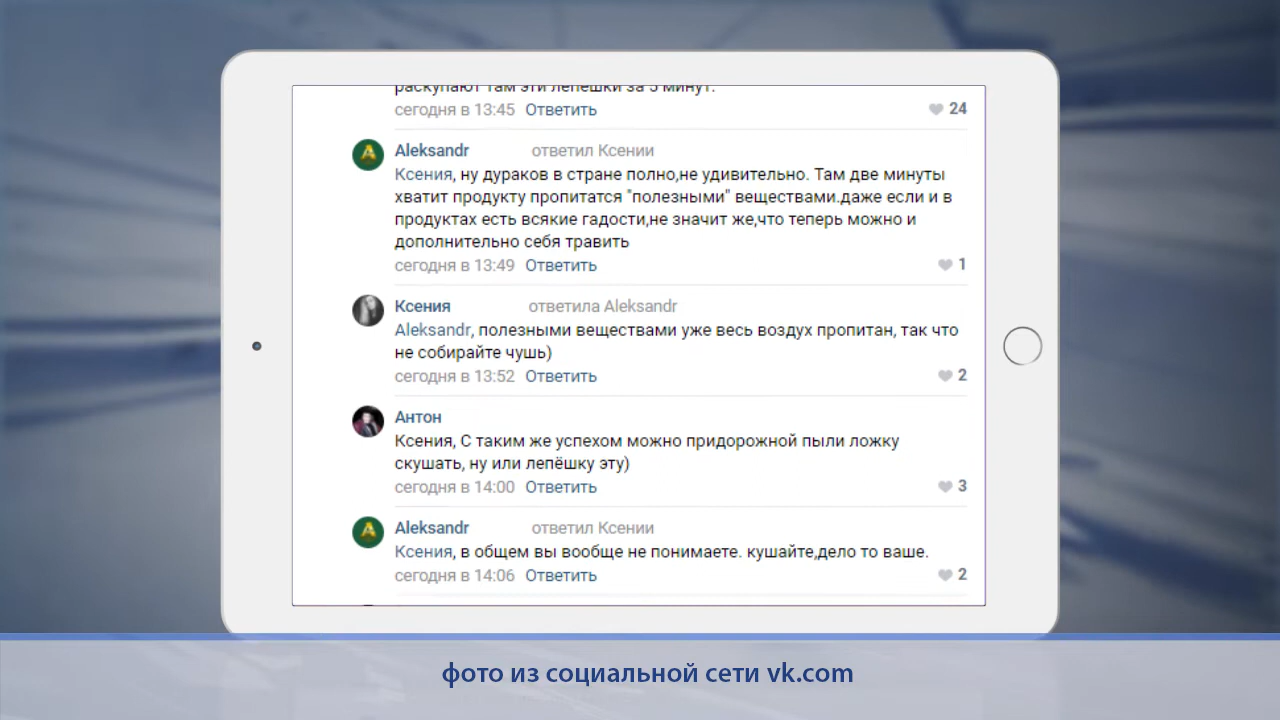 раскупают там эти лепешки за 5 минут.
сегодня в 13:45 Ответить 24
Aleksandr ответил Ксении
Ксения, ну дураков в стране полно,не удивительно. Там две минуты
хватит продукту пропитатся "полезными" веществами.даже если и в
продуктах есть всякие гадости,не значит же,что теперь можно и
дополнительно себя травить
сегодня в 13:49 Ответить 1
Ксения ответила Aleksandr
Aleksandr, полезными веществами уже весь воздух пропитан, так что
не собирайте чушь)
сегодня в 13:52 Ответить 2
Антон
Ксения, С таким же успехом можно придорожной пыли ложку
скушать, ну или лепёшку эту)
сегодня в 14:00 Ответить 3
Aleksandr ответил Ксении
Ксения, в общем вы вообще не понимаете. кушайте,дело то ваше.
сегодня в 14:06 Ответить 2
фото из социальной сети vk.com